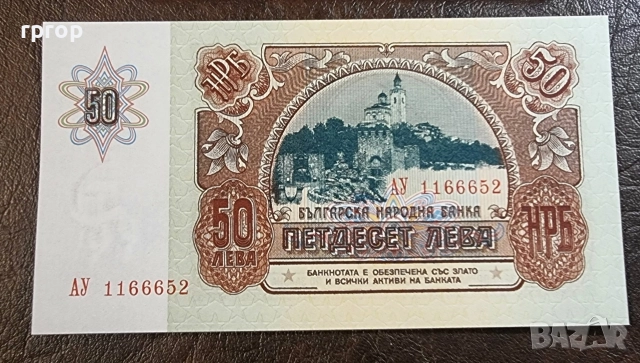 гргор
50
НРБ
50
АУ 1166652
БЪЛГАРСКА НАРОДНА БАНКА
50
ЛЕВА
ПЕТДЕСЕТ ЛЕВА
НРБ
БАНКНОТАТА Е ОБЕЗПЕЧЕНА СЪС ЗЛАТО
И ВСИЧКИ АКТИВИ НА БАНКАТА
АУ 1166652
BAZAR